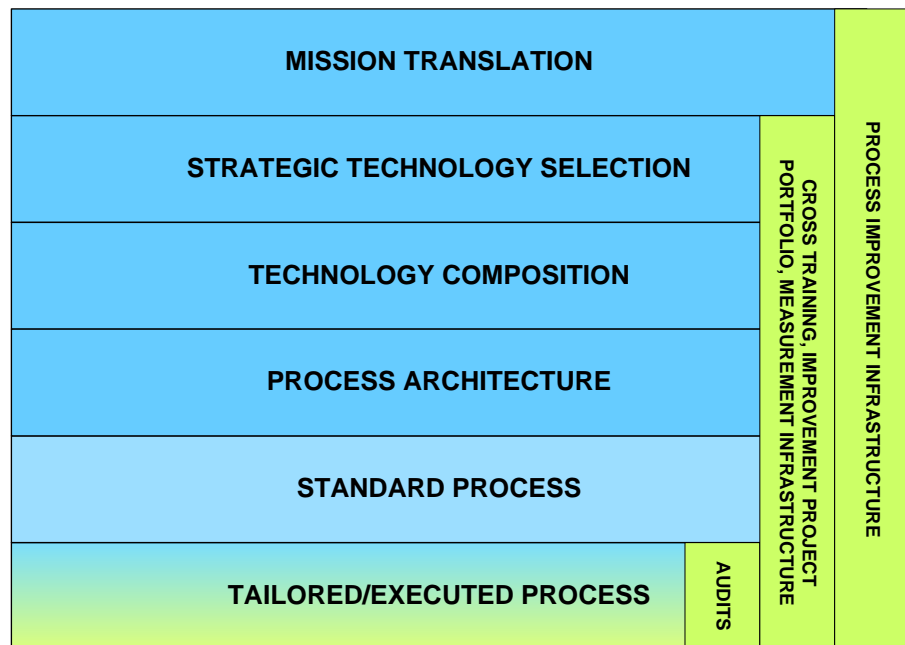 MISSION TRANSLATION
STRATEGIC TECHNOLOGY SELECTION
TECHNOLOGY COMPOSITION
PROCESS ARCHITECTURE
STANDARD PROCESS
TAILORED/EXECUTED PROCESS
AUDITS
CROSS TRAINING, IMPROVEMENT PROJECT
PORTFOLIO, MEASUREMENT INFRASTRUCTURE
PROCESS IMPROVEMENT INFRASTRUCTURE